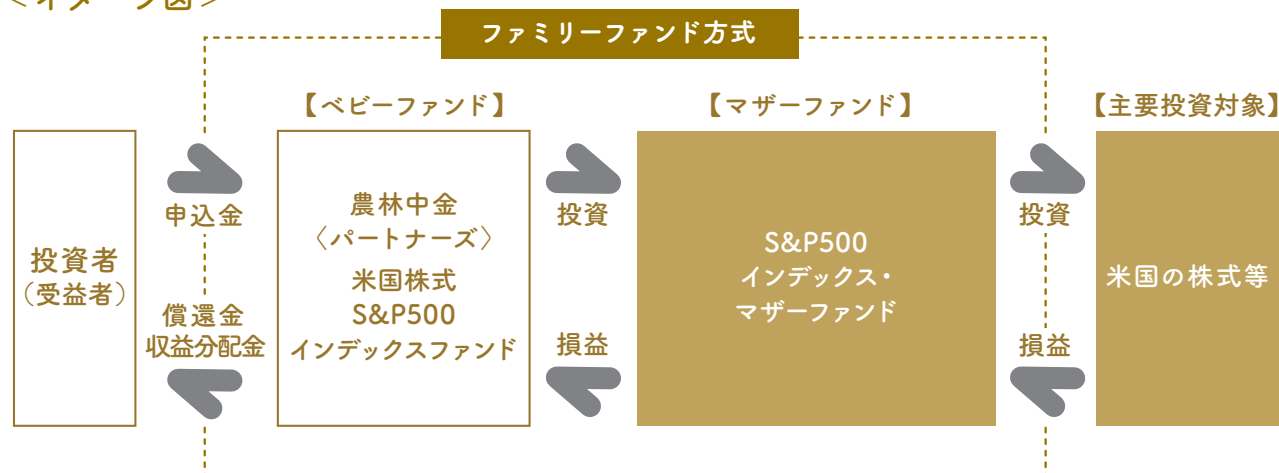 ＜イメージ図＞
ファミリーファンド方式
【ベビーファンド】
【マザーファンド】
【主要投資対象】
投資者
（受益者）
申込金
償還金
収益分配金
農林中金
〈パートナーズ〉
米国株式
S&P500
インデックスファンド
投資
損益
S&P500
インデックス・
マザーファンド
投資
損益
米国の株式等